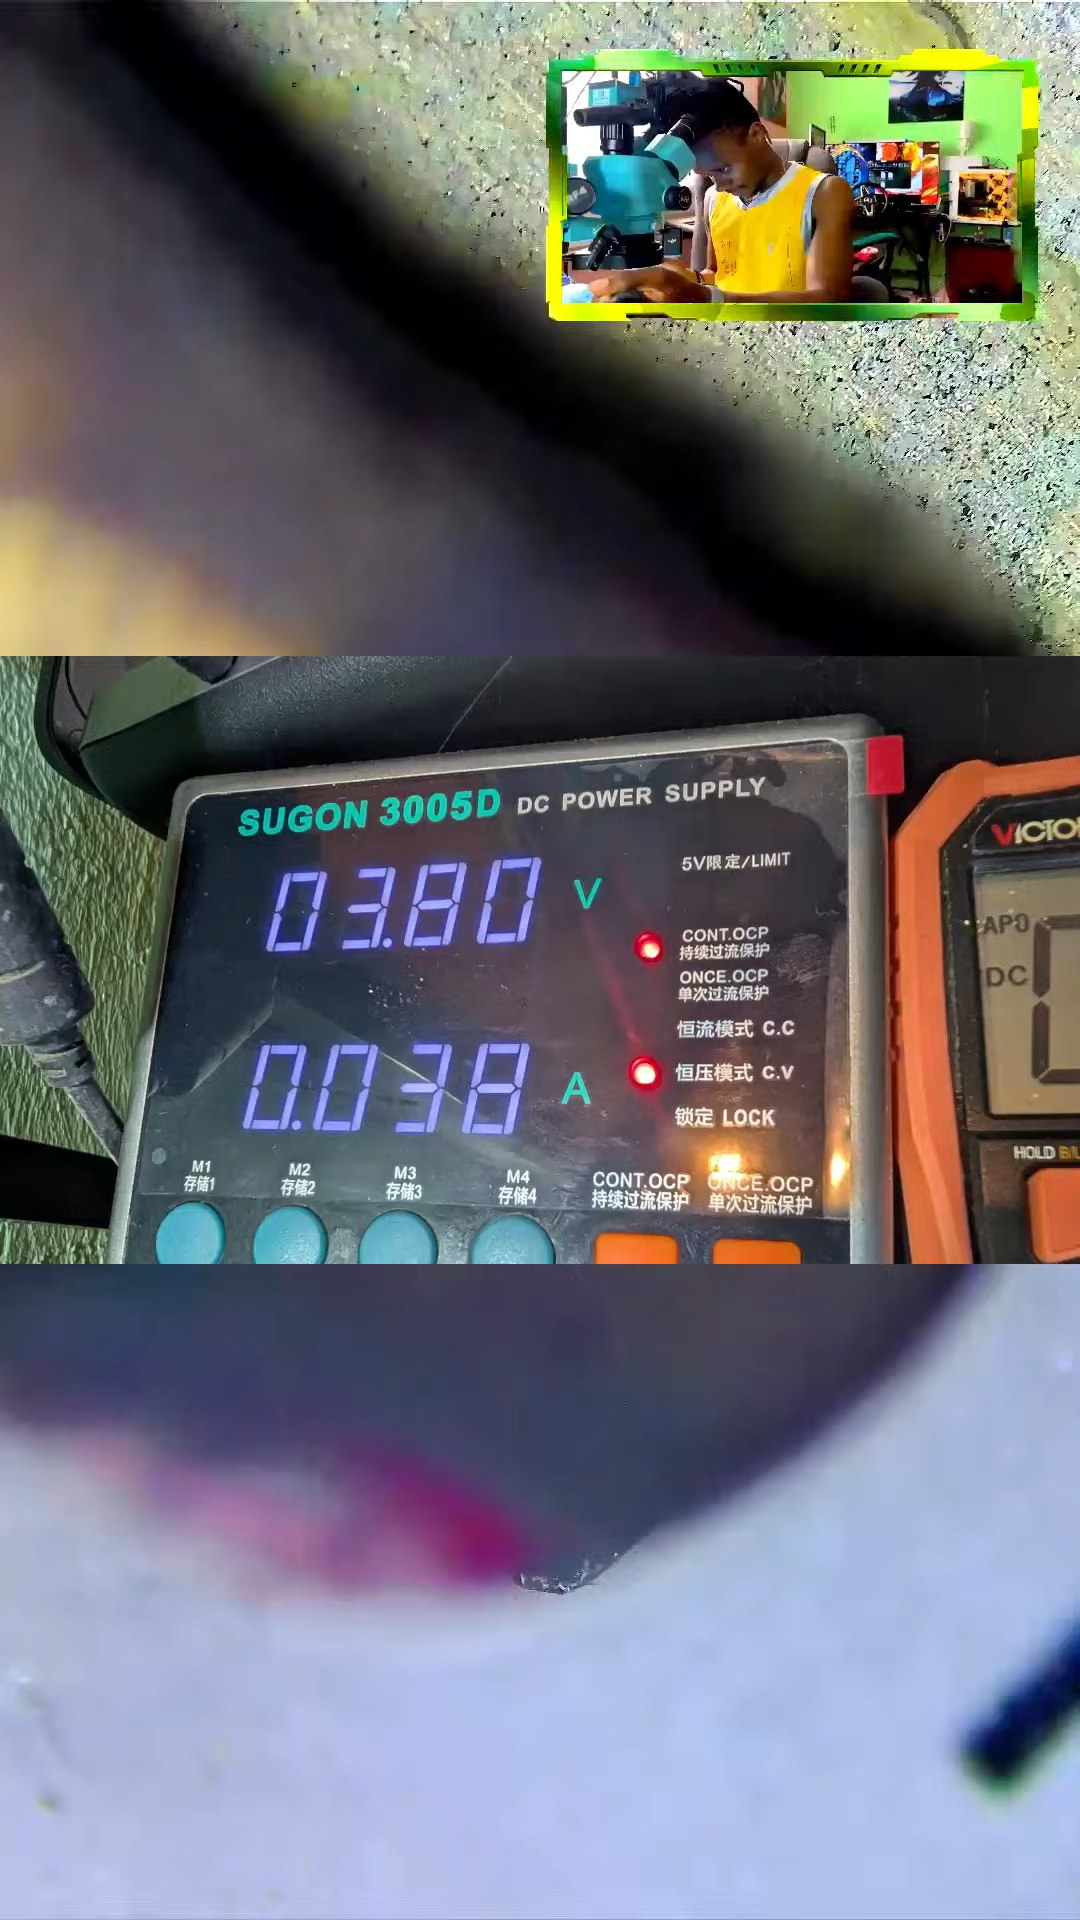 SUGON 3005D DC POWER SUPPLY
03.80 V
5V限定/LIMIT
CONT.OCP
持续过流保护
ONCE.OCP
单次过流保护
恒流模式 C.C
0.038 A
恒压模式 C.V
锁定 LOCK
M1
存储1
M2
存储2
M3
存储3
M4
存储4
CONT.OCP
持续过流保护
ONCE.OCP
单次过流保护
APO
DC
HOLD